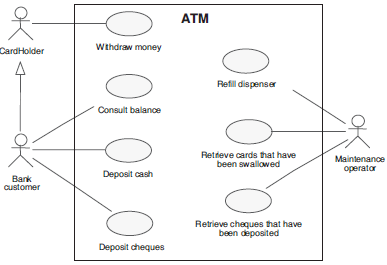 ATM
CardHolder
Withdraw money
Refill dispenser
Consult balance
Bank
customer
Deposit cash
Retrieve cards that have
been swallowed
Maintenance
operator
Deposit cheques
Retrieve cheques that have
been deposited